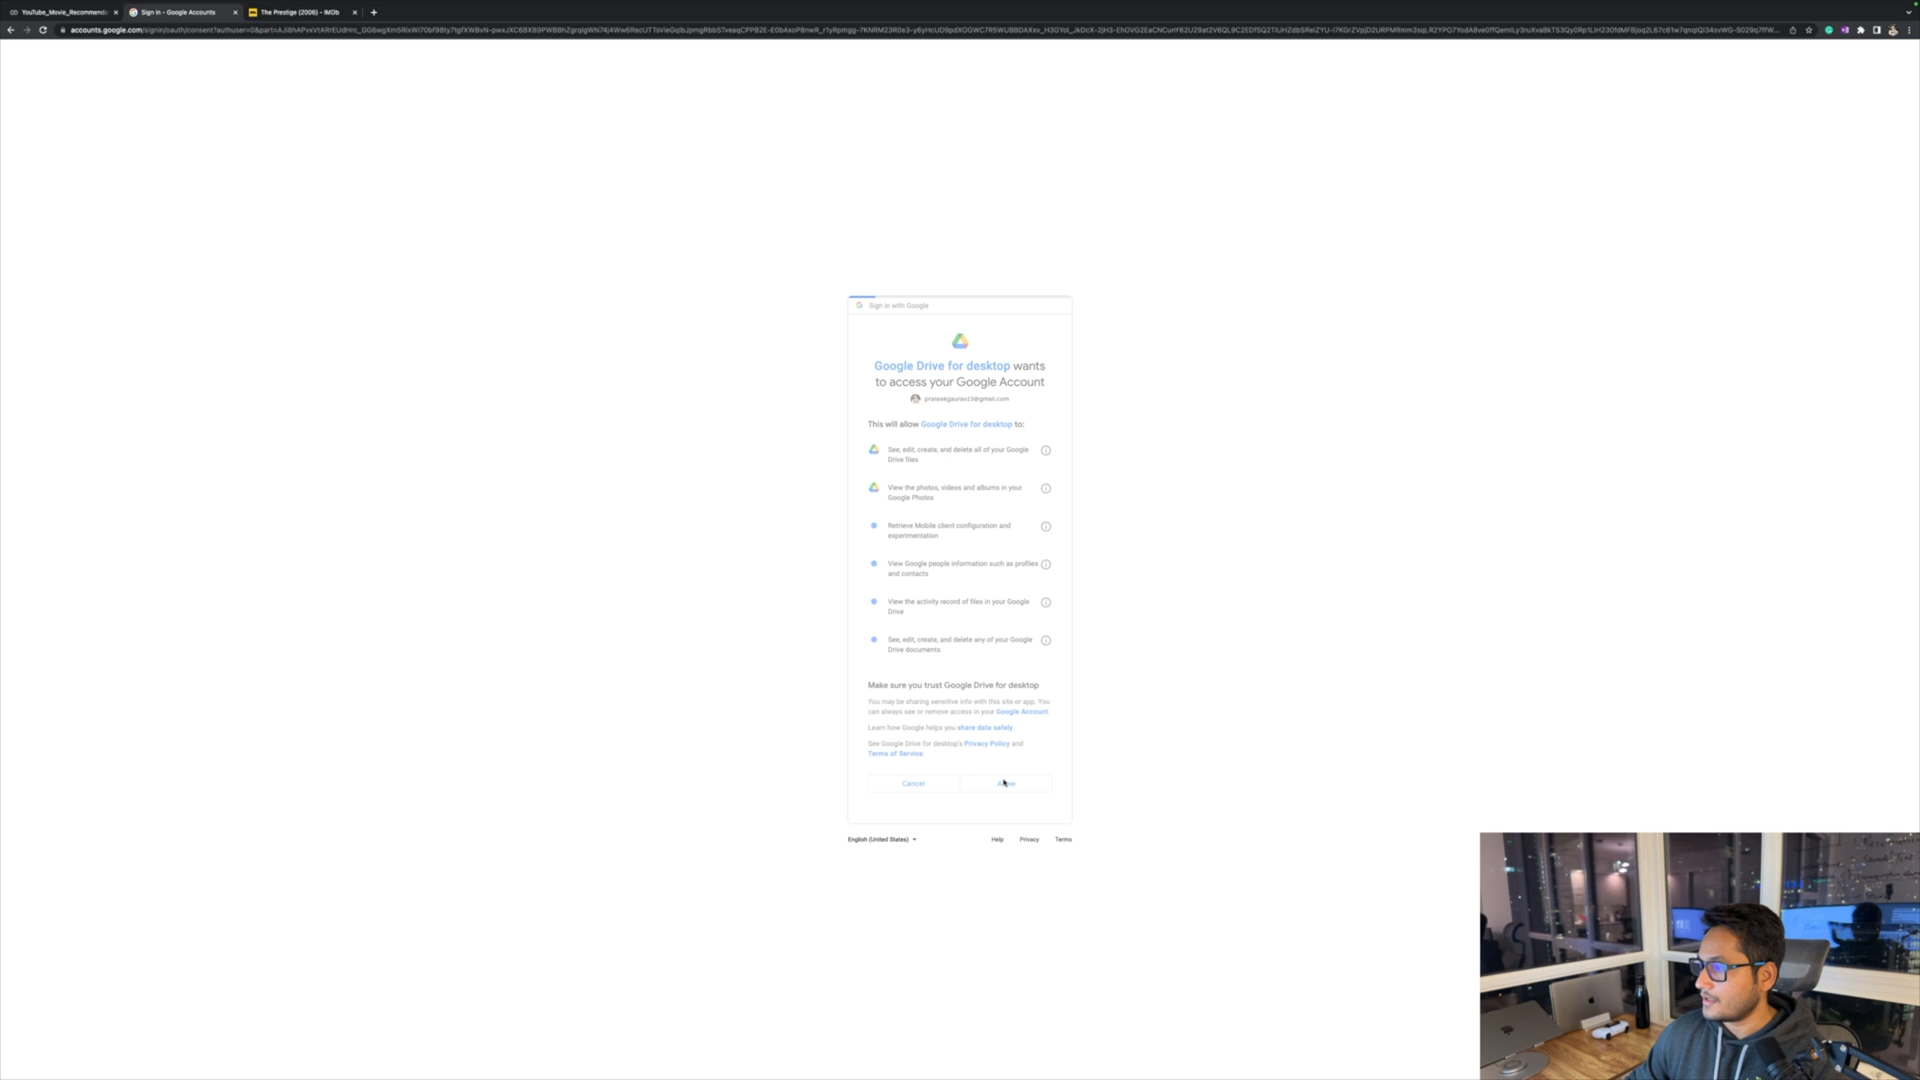 YouTube_Movie_Recommenda
Sign in - Google Accounts
The Prestige (2006) - IMDb
Sign in with Google
Google Drive for desktop wants
to access your Google Account
prateekgaurav23@gmail.com
This will allow Google Drive for desktop to:
See, edit, create, and delete all of your Google
Drive files
View the photos, videos and albums in your
Google Photos
Retrieve Mobile client configuration and
experimentation
View Google people information such as profiles
and contacts
View the activity record of files in your Google
Drive
See, edit, create, and delete any of your Google
Drive documents
Make sure you trust Google Drive for desktop
You may be sharing sensitive info with this site or app. You
can always see or remove access in your Google Account.
Learn how Google helps you share data safely.
See Google Drive for desktop's Privacy Policy and
Terms of Service.
Cancel
English (United States)
Help Privacy Terms